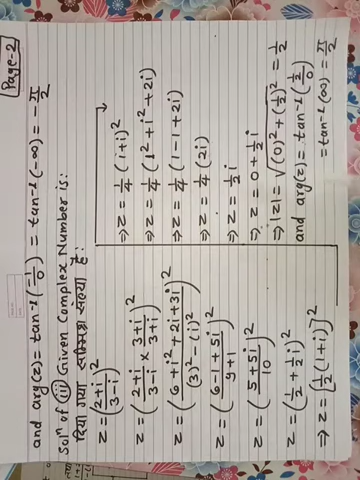 Page-2
and arg(z) = tan⁻¹(-1/0) = tan⁻¹(-∞) = -π/2
Solⁿ of (ii) Given Complex Number is:
दिया गया सम्मिश्र संख्या है:
z = (2+i/3-i)²
z = (2+i/3-i × 3+i/3+i)²
z = (6+i²+2i+3i/(3)²-(i)²)²
z = (6-1+5i/9+1)²
z = (5+5i/10)²
z = (1/2+1/2i)²
⇒ z = [1/2(1+i)]²
⇒ z = 1/4 (1+i)²
⇒ z = 1/4 (1²+i²+2i)
⇒ z = 1/4 (1-1+2i)
⇒ z = 1/4 (2i)
⇒ z = 1/2 i
⇒ z = 0+1/2i
⇒ |z| = √(0)²+(1/2)² = 1/2
and arg(z) = tan⁻¹(1/2/0)
= tan⁻¹(∞) = π/2